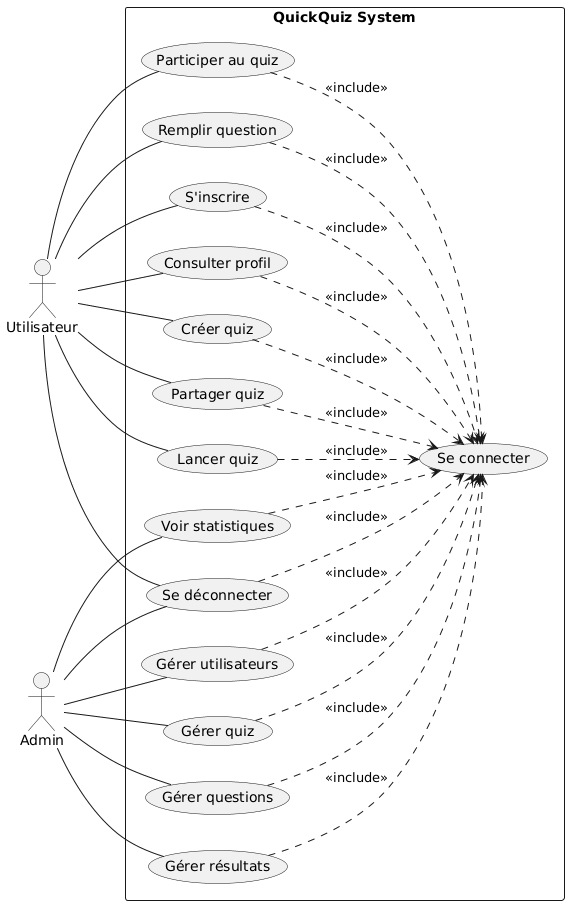 QuickQuiz System
Participer au quiz
«include»
Remplir question
«include»
S'inscrire
«include»
Consulter profil
Utilisateur
«include»
Créer quiz
«include»
Partager quiz
«include»
Lancer quiz
«include»
Se connecter
«include»
Voir statistiques
«include»
Se déconnecter
«include»
Gérer utilisateurs
«include»
Gérer quiz
Admin
«include»
Gérer questions
«include»
Gérer résultats